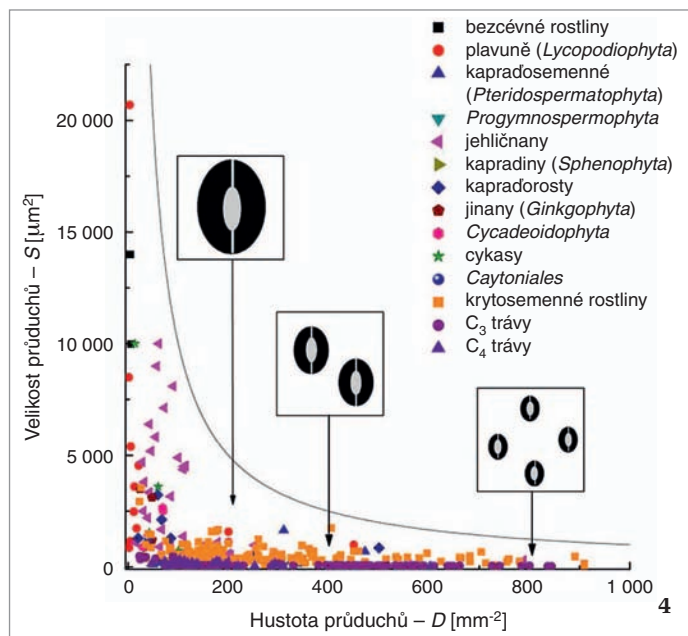 bezcévné rostliny
plavuně (Lycopodiophyta)
kapraďosemenné
(Pteridospermatophyta)
Progymnospermophyta
jehličnany
kapradiny (Sphenophyta)
kapraďorosty
jinany (Ginkgophyta)
Cycadeoidophyta
cykasy
Caytoniales
krytosemenné rostliny
C3 trávy
C4 trávy
Velikost průduchů – S [µm²]
20 000
15 000
10 000
5 000
0
0 200 400 600 800 1 000
Hustota průduchů – D [mm⁻²]
4